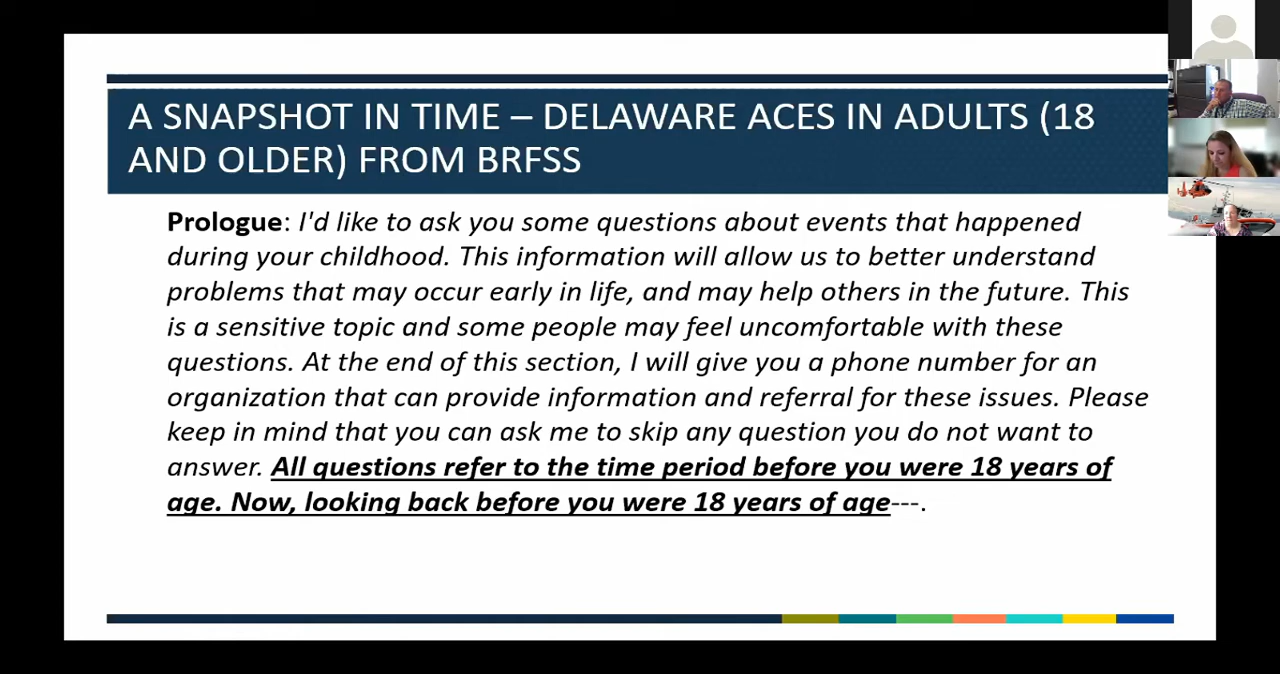 A SNAPSHOT IN TIME – DELAWARE ACES IN ADULTS (18
AND OLDER) FROM BRFSS
Prologue: I'd like to ask you some questions about events that happened
during your childhood. This information will allow us to better understand
problems that may occur early in life, and may help others in the future. This
is a sensitive topic and some people may feel uncomfortable with these
questions. At the end of this section, I will give you a phone number for an
organization that can provide information and referral for these issues. Please
keep in mind that you can ask me to skip any question you do not want to
answer. All questions refer to the time period before you were 18 years of
age. Now, looking back before you were 18 years of age---.